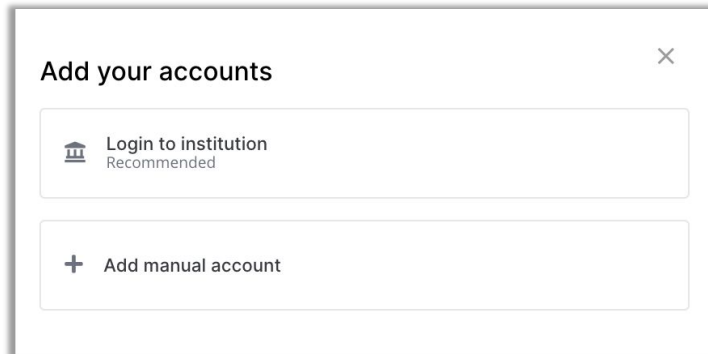 Add your accounts
Login to institution
Recommended
Add manual account